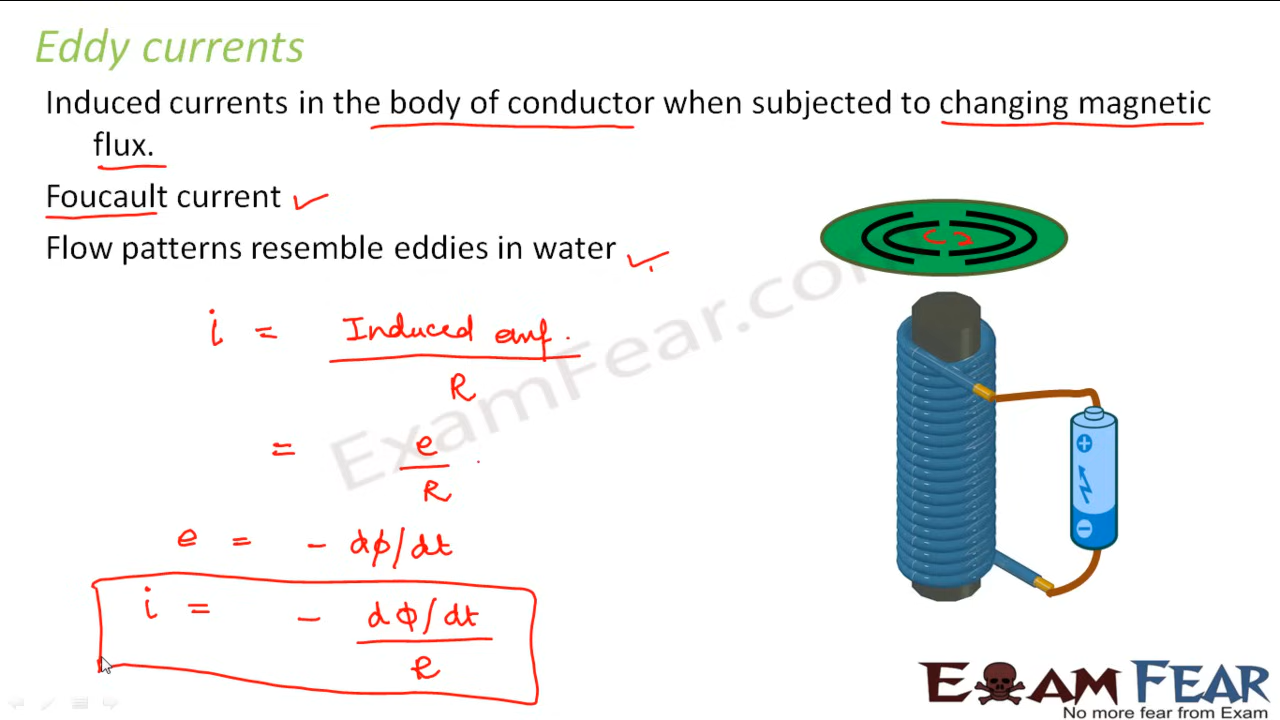 Eddy currents
Induced currents in the body of conductor when subjected to changing magnetic
flux.
Foucault current
Flow patterns resemble eddies in water
i = Induced emf.
R
= e
R
e = - dφ/dt
i = - dφ/dt
R
ExamFear.com
+
-
EXAM FEAR
No more fear from Exam